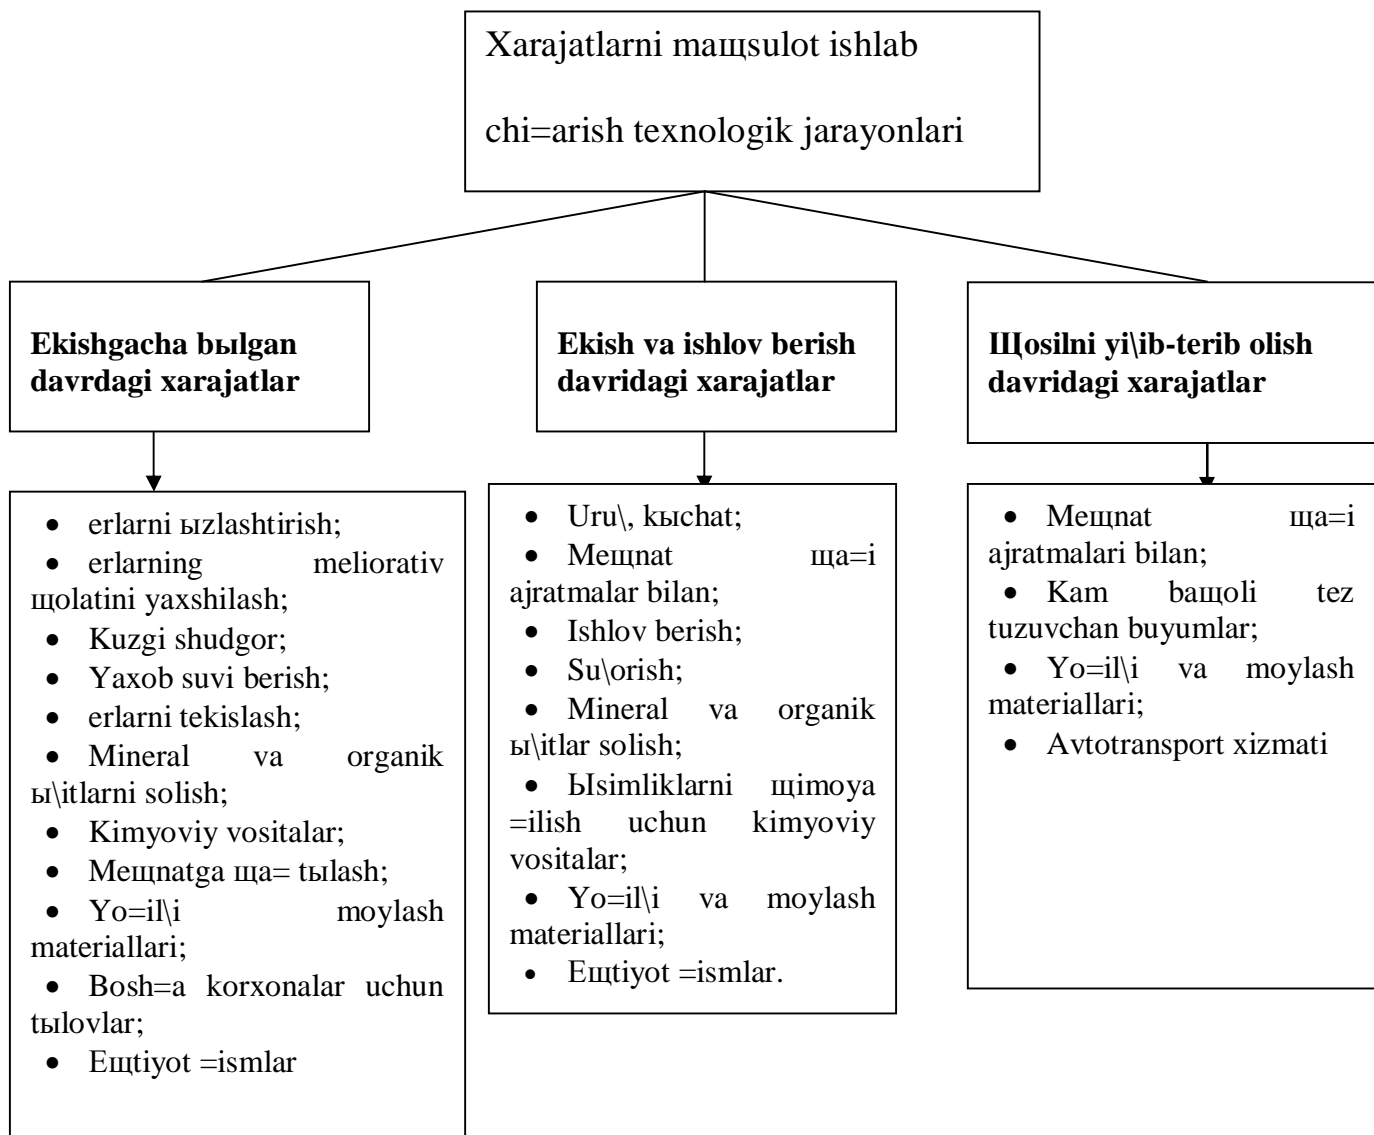 Xarajatlarni maщsulot ishlab
chi=arish texnologik jarayonlari
Ekishgacha bыlgan
davrdagi xarajatlar
Ekish va ishlov berish
davridagi xarajatlar
Щosilni yi\ib-terib olish
davridagi xarajatlar
• erlarni ыzlashtirish;
• erlarning meliorativ
щolatini yaxshilash;
• Kuzgi shudgor;
• Yaxob suvi berish;
• erlarni tekislash;
• Mineral va organik
ы\itlarni solish;
• Kimyoviy vositalar;
• Meщnatga щa= tыlash;
• Yo=il\i moylash
materiallari;
• Bosh=a korxonalar uchun
tыlovlar;
• Eщtiyot =ismlar
• Uru\, kыchat;
• Meщnat щa=i
ajratmalar bilan;
• Ishlov berish;
• Su\orish;
• Mineral va organik
ы\itlar solish;
• Ыsimliklarni щimoya
=ilish uchun kimyoviy
vositalar;
• Yo=il\i va moylash
materiallari;
• Eщtiyot =ismlar.
• Meщnat щa=i
ajratmalari bilan;
• Kam baщoli tez
tuzuvchan buyumlar;
• Yo=il\i va moylash
materiallari;
• Avtotransport xizmati